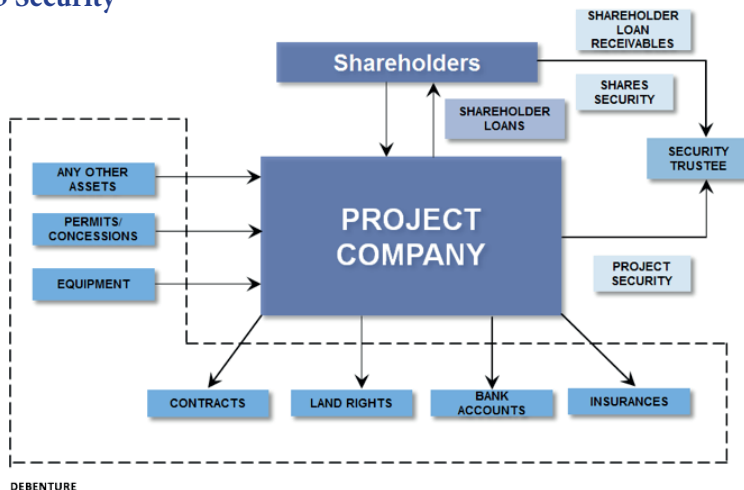 Security
SHAREHOLDER
LOAN
RECEIVABLES
Shareholders
SHARES
SECURITY
SHAREHOLDER
LOANS
SECURITY
TRUSTEE
ANY OTHER
ASSETS
PERMITS/
CONCESSIONS
EQUIPMENT
PROJECT
COMPANY
PROJECT
SECURITY
CONTRACTS
LAND RIGHTS
BANK
ACCOUNTS
INSURANCES
DEBENTURE